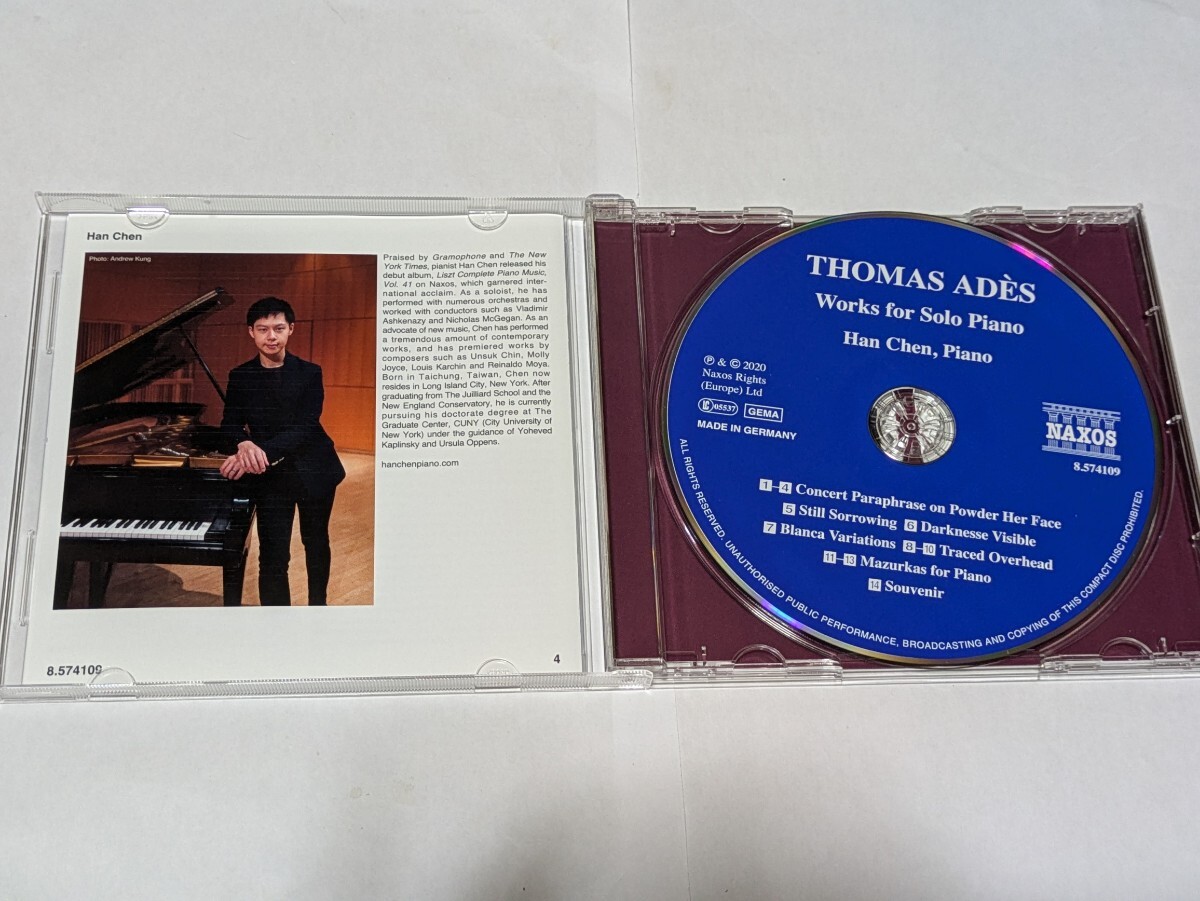 Han Chen
Photo: Andrew Kung
Praised by Gramophone and The New
York Times, pianist Han Chen released his
debut album, Liszt Complete Piano Music,
Vol. 41 on Naxos, which garnered inter-
national acclaim. As a soloist, he has
performed with numerous orchestras and
worked with conductors such as Vladimir
Ashkenazy and Nicholas McGegan. As an
advocate of new music, Chen has performed
a tremendous amount of contemporary
works, and has premiered works by
composers such as Unsuk Chin, Molly
Joyce, Louis Karchin and Reinaldo Moya.
Born in Taichung, Taiwan, Chen now
resides in Long Island City, New York. After
graduating from The Juilliard School and the
New England Conservatory, he is currently
pursuing his doctorate degree at The
Graduate Center, CUNY (City University of
New York) under the guidance of Yoheved
Kaplinsky and Ursula Oppens.
hanchenpiano.com
8.574109
4
THOMAS ADÈS
Works for Solo Piano
Han Chen, Piano
℗ & © 2020
Naxos Rights
(Europe) Ltd
LC 05537
GEMA
MADE IN GERMANY
NAXOS
8.574109
1–4 Concert Paraphrase on Powder Her Face
5 Still Sorrowing 6 Darknesse Visible
7 Blanca Variations 8–10 Traced Overhead
11–13 Mazurkas for Piano
14 Souvenir
ALL RIGHTS RESERVED. UNAUTHORISED PUBLIC PERFORMANCE, BROADCASTING AND COPYING OF THIS COMPACT DISC PROHIBITED.